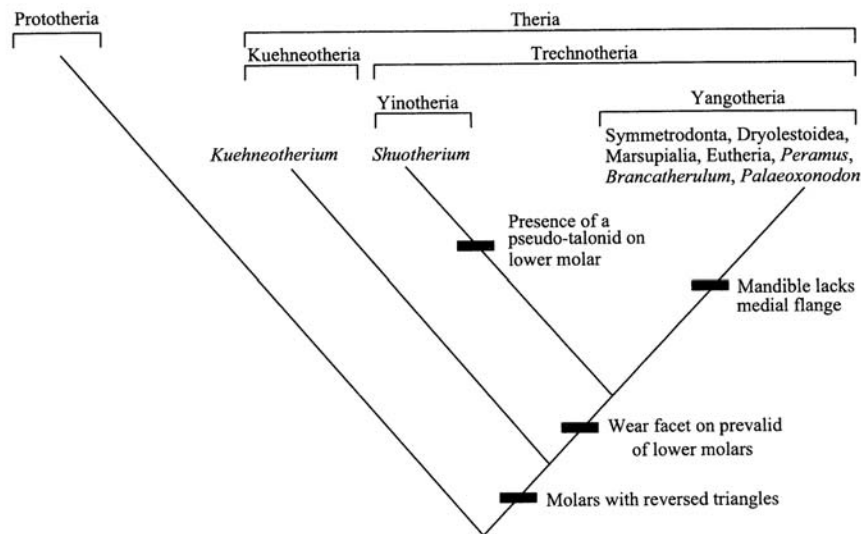 Prototheria
Theria
Kuehneotheria
Trechnotheria
Yinotheria
Yangotheria
Kuehneotherium
Shuotherium
Symmetrodonta, Dryolestoidea,
Marsupialia, Eutheria, Peramus,
Brancatherulum, Palaeoxonodon
Presence of a
pseudo-talonid on
lower molar
Mandible lacks
medial flange
Wear facet on prevalid
of lower molars
Molars with reversed triangles